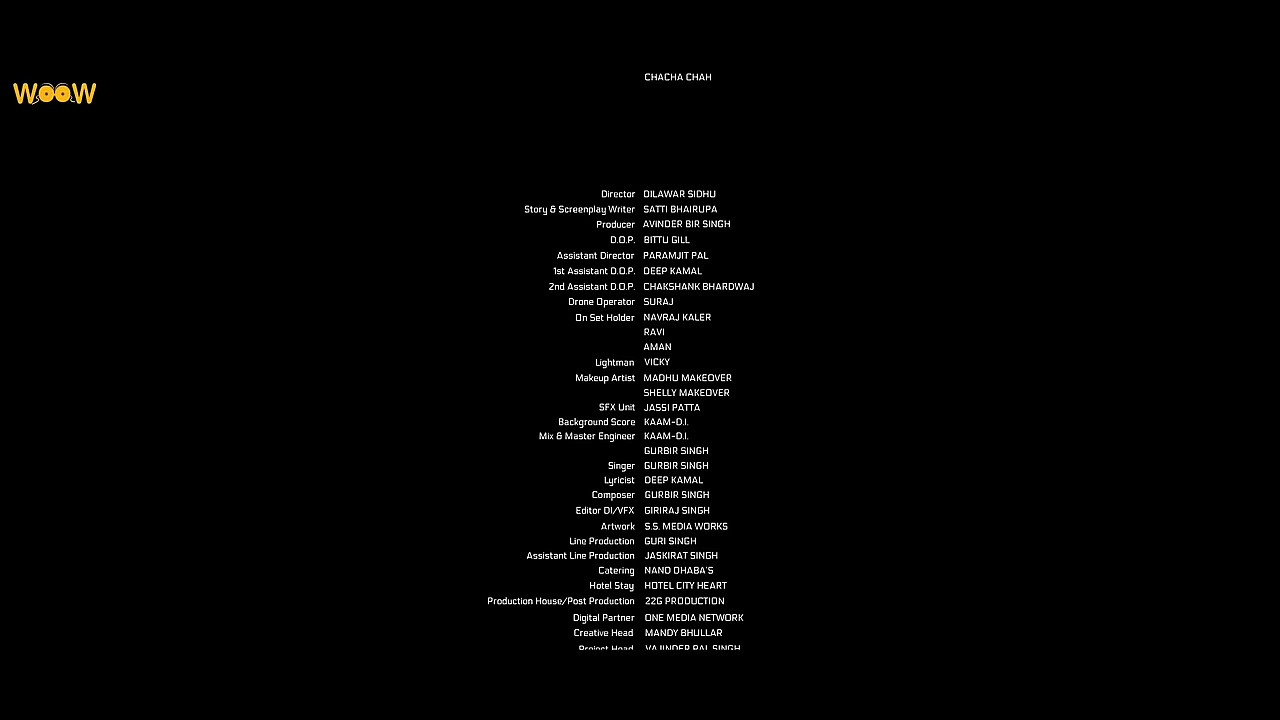 CHACHA CHAH
WOOW
Director DILAWAR SIDHU
Story & Screenplay Writer SATTI BHAIRUPA
Producer AVINDER BIR SINGH
D.O.P. BITTU GILL
Assistant Director PARAMJIT PAL
1st Assistant D.O.P. DEEP KAMAL
2nd Assistant D.O.P. CHAKSHANK BHARDWAJ
Drone Operator SURAJ
On Set Holder NAVRAJ KALER
RAVI
AMAN
Lightman VICKY
Makeup Artist MADHU MAKEOVER
SHELLY MAKEOVER
SFX Unit JASSI PATTA
Background Score KAAM-D.I.
Mix & Master Engineer KAAM-D.I.
GURBIR SINGH
Singer GURBIR SINGH
Lyricist DEEP KAMAL
Composer GURBIR SINGH
Editor DI/VFX GIRIRAJ SINGH
Artwork S.S. MEDIA WORKS
Line Production GURI SINGH
Assistant Line Production JASKIRAT SINGH
Catering NAND DHABA'S
Hotel Stay HOTEL CITY HEART
Production House/Post Production 22G PRODUCTION
Digital Partner ONE MEDIA NETWORK
Creative Head MANDY BHULLAR
Project Head VAJINDER PAL SINGH